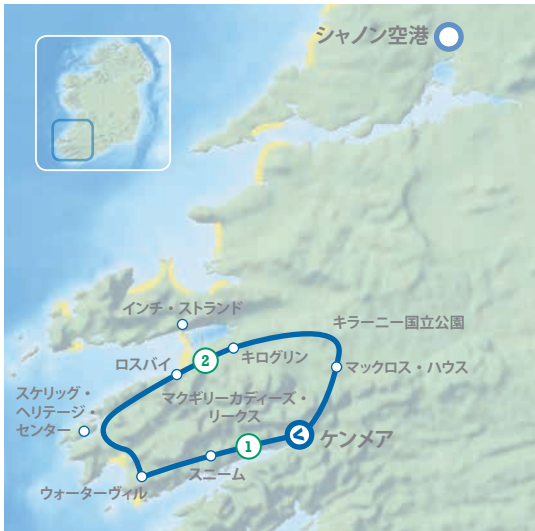 シャノン空港
インチ・ストランド
キラーニー国立公園
ロスバイ
2
キログリン
マックロス・ハウス
スケリッグ・
ヘリテージ・
センター
マクギリーカディーズ・
リークス
1
ケンメア
スニーム
ウォーターヴィル